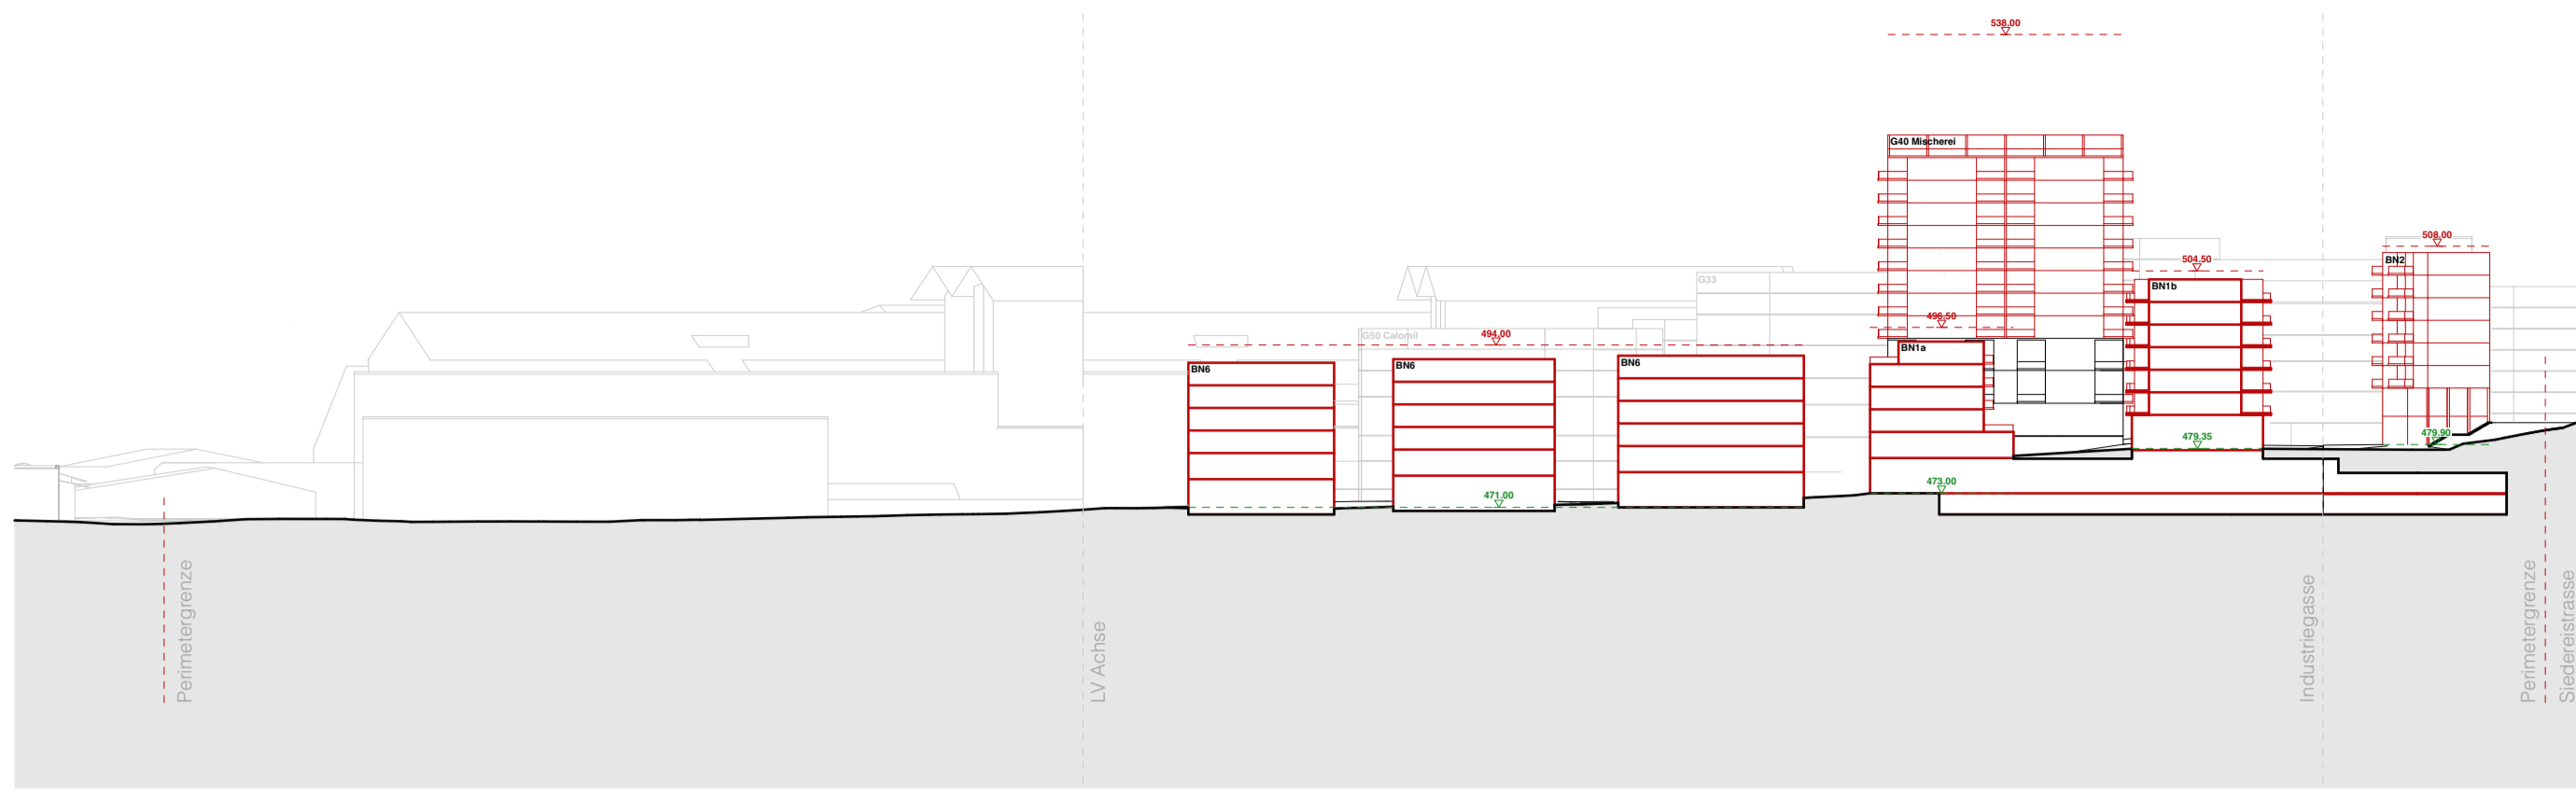 538.00
G40 Mischerei
508.00
504.50
BN2
G33
BN1b
496.50
494.00
G50 Calomil
BN1a
BN6
BN6
BN6
479.90
479.35
473.00
471.00
Perimetergrenze
LV Achse
Industriegasse
Perimetergrenze
Siedereistrasse